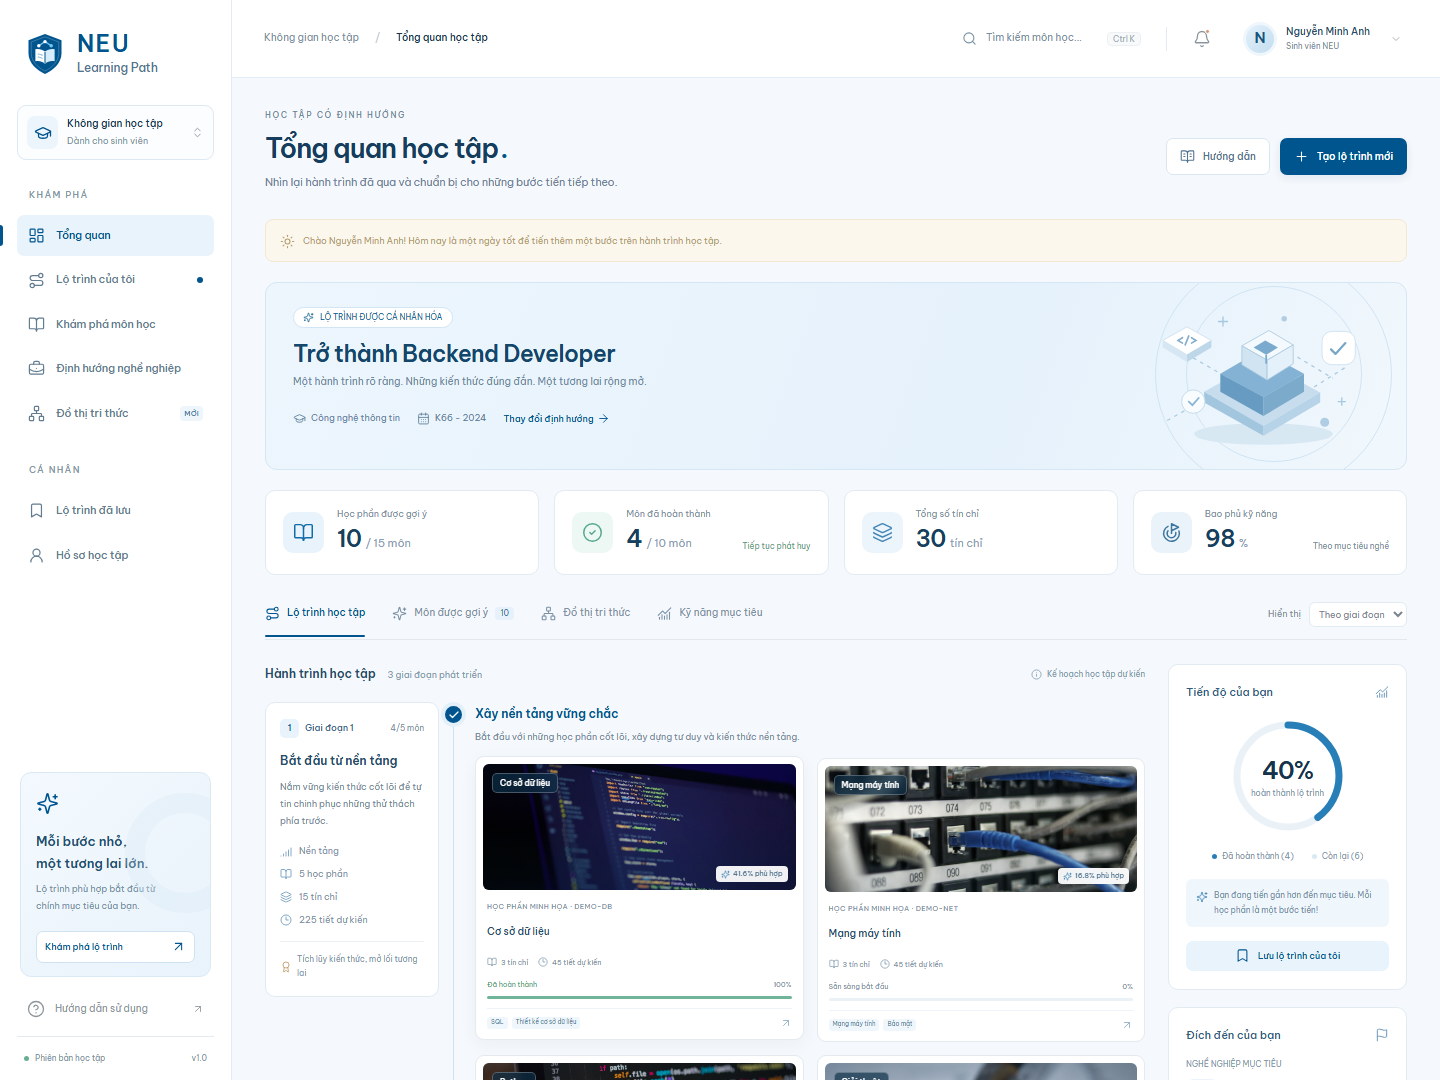 NEU
Learning Path
Không gian học tập
Dành cho sinh viên
KHÁM PHÁ
Tổng quan
Lộ trình của tôi
Khám phá môn học
Định hướng nghề nghiệp
Đồ thị tri thức
MỚI
CÁ NHÂN
Lộ trình đã lưu
Hồ sơ học tập
Mỗi bước nhỏ,
một tương lai lớn.
Lộ trình phù hợp bắt đầu từ
chính mục tiêu của bạn.
Khám phá lộ trình
Hướng dẫn sử dụng
Phiên bản học tập
v1.0
Không gian học tập / Tổng quan học tập
Tìm kiếm môn học...
Ctrl K
N
Nguyễn Minh Anh
Sinh viên NEU
HỌC TẬP CÓ ĐỊNH HƯỚNG
Tổng quan học tập.
Nhìn lại hành trình đã qua và chuẩn bị cho những bước tiến tiếp theo.
Hướng dẫn
Tạo lộ trình mới
Chào Nguyễn Minh Anh! Hôm nay là một ngày tốt để tiến thêm một bước trên hành trình học tập.
LỘ TRÌNH ĐƯỢC CÁ NHÂN HÓA
Trở thành Backend Developer
Một hành trình rõ ràng. Những kiến thức đúng đắn. Một tương lai rộng mở.
Công nghệ thông tin
K66 - 2024
Thay đổi định hướng
</>
Học phần được gợi ý
10 / 15 môn
Môn đã hoàn thành
4 / 10 môn
Tiếp tục phát huy
Tổng số tín chỉ
30 tín chỉ
Bao phủ kỹ năng
98 %
Theo mục tiêu nghề
Lộ trình học tập
Môn được gợi ý 10
Đồ thị tri thức
Kỹ năng mục tiêu
Hiển thị
Theo giai đoạn
Hành trình học tập
3 giai đoạn phát triển
Kế hoạch học tập dự kiến
1 Giai đoạn 1
4/5 môn
Bắt đầu từ nền tảng
Nắm vững kiến thức cốt lõi để tự
tin chinh phục những thử thách
phía trước.
Nền tảng
5 học phần
15 tín chỉ
225 tiết dự kiến
Tích lũy kiến thức, mở lối tương
lai
Xây nền tảng vững chắc
Bắt đầu với những học phần cốt lõi, xây dựng tư duy và kiến thức nền tảng.
Cơ sở dữ liệu
41.6% phù hợp
HỌC PHẦN MINH HỌA · DEMO-DB
Cơ sở dữ liệu
3 tín chỉ
45 tiết dự kiến
Đã hoàn thành
100%
SQL
Thiết kế cơ sở dữ liệu
Mạng máy tính
072
073
074
075
087
088
089
090
091
16.8% phù hợp
HỌC PHẦN MINH HỌA · DEMO-NET
Mạng máy tính
3 tín chỉ
45 tiết dự kiến
Sẵn sàng bắt đầu
0%
Mạng máy tính
Bảo mật
36
37
38
if path:
self.file = open(
Tiến độ của bạn
40%
hoàn thành lộ trình
Đã hoàn thành (4)
Còn lại (6)
Bạn đang tiến gần hơn đến mục tiêu. Mỗi
học phần là một bước tiến!
Lưu lộ trình của tôi
Đích đến của bạn
NGHỀ NGHIỆP MỤC TIÊU